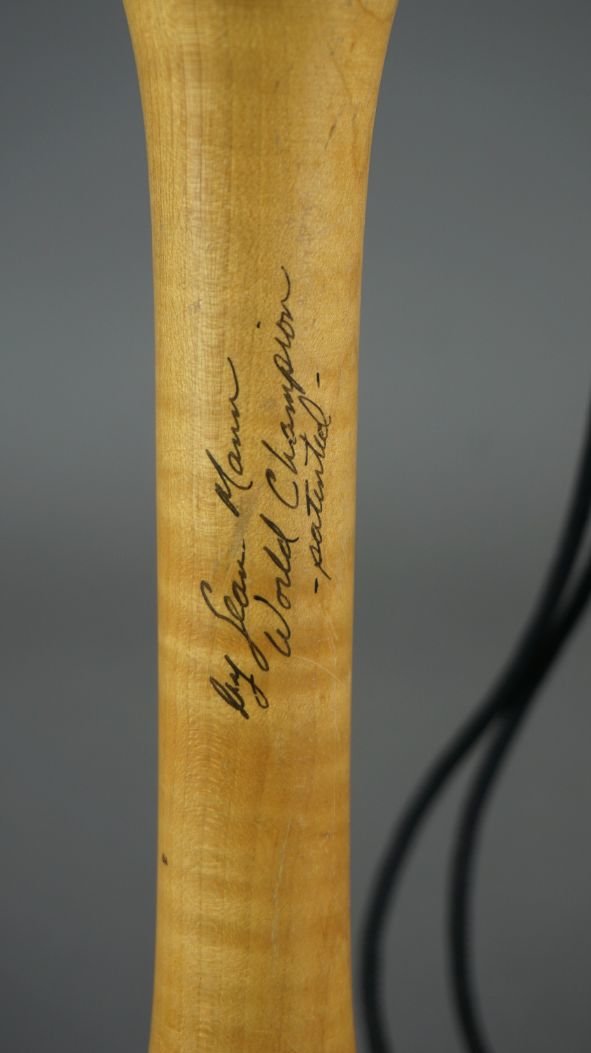 by Sean Mann
World Champion
- patented -